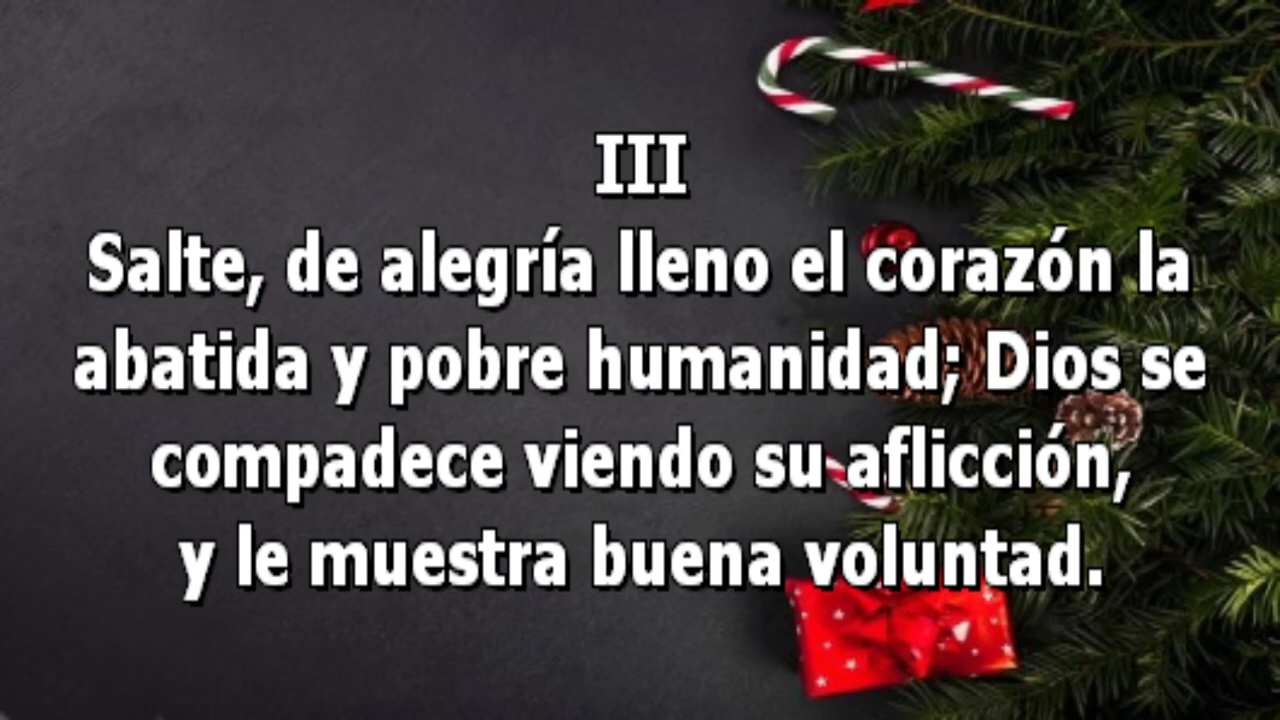 III
Salte, de alegría lleno el corazón la
abatida y pobre humanidad; Dios se
compadece viendo su aflicción,
y le muestra buena voluntad.